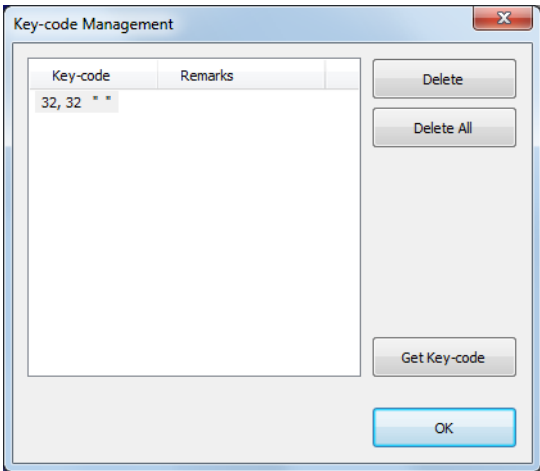 Key-code Management
Key-code Remarks
32, 32 " "
Delete
Delete All
Get Key-code
OK